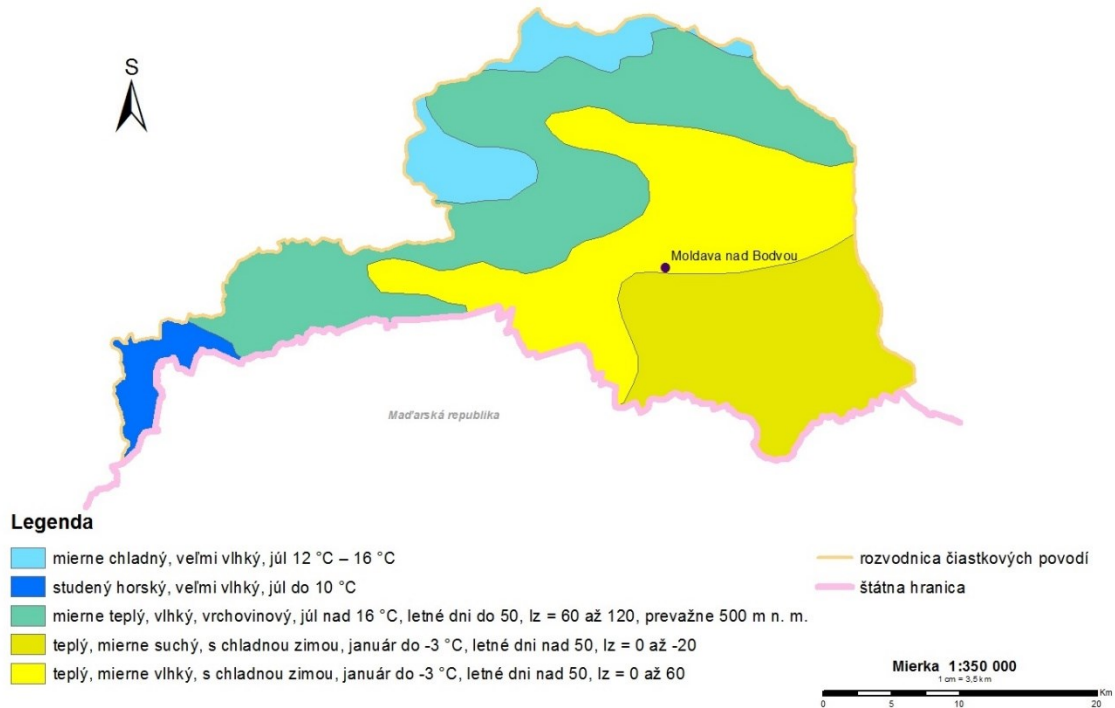 S
Moldava nad Bodvou
Maďarská republika
Legenda
mierne chladný, veľmi vlhký, júl 12 °C – 16 °C
studený horský, veľmi vlhký, júl do 10 °C
mierne teplý, vlhký, vrchovinový, júl nad 16 °C, letné dni do 50, Iz = 60 až 120, prevažne 500 m n. m.
teplý, mierne suchý, s chladnou zimou, január do -3 °C, letné dni nad 50, Iz = 0 až -20
teplý, mierne vlhký, s chladnou zimou, január do -3 °C, letné dni nad 50, Iz = 0 až 60
rozvodnica čiastkových povodí
štátna hranica
Mierka 1:350 000
1 cm = 3,5 km
Km
0 5 10 20